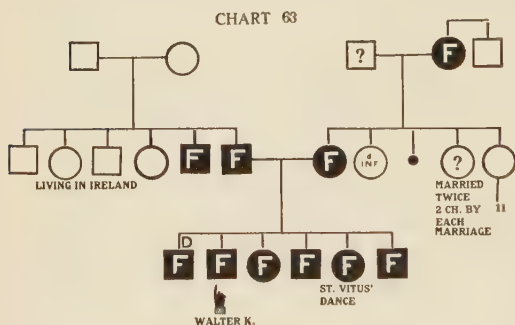 CHART 63
?
F
F
F
F
d
INF
?
LIVING IN IRELAND
MARRIED
TWICE
2 CH. BY
EACH
MARRIAGE
11
D
F
F
F
F
F
F
ST. VITUS'
DANCE
WALTER K.